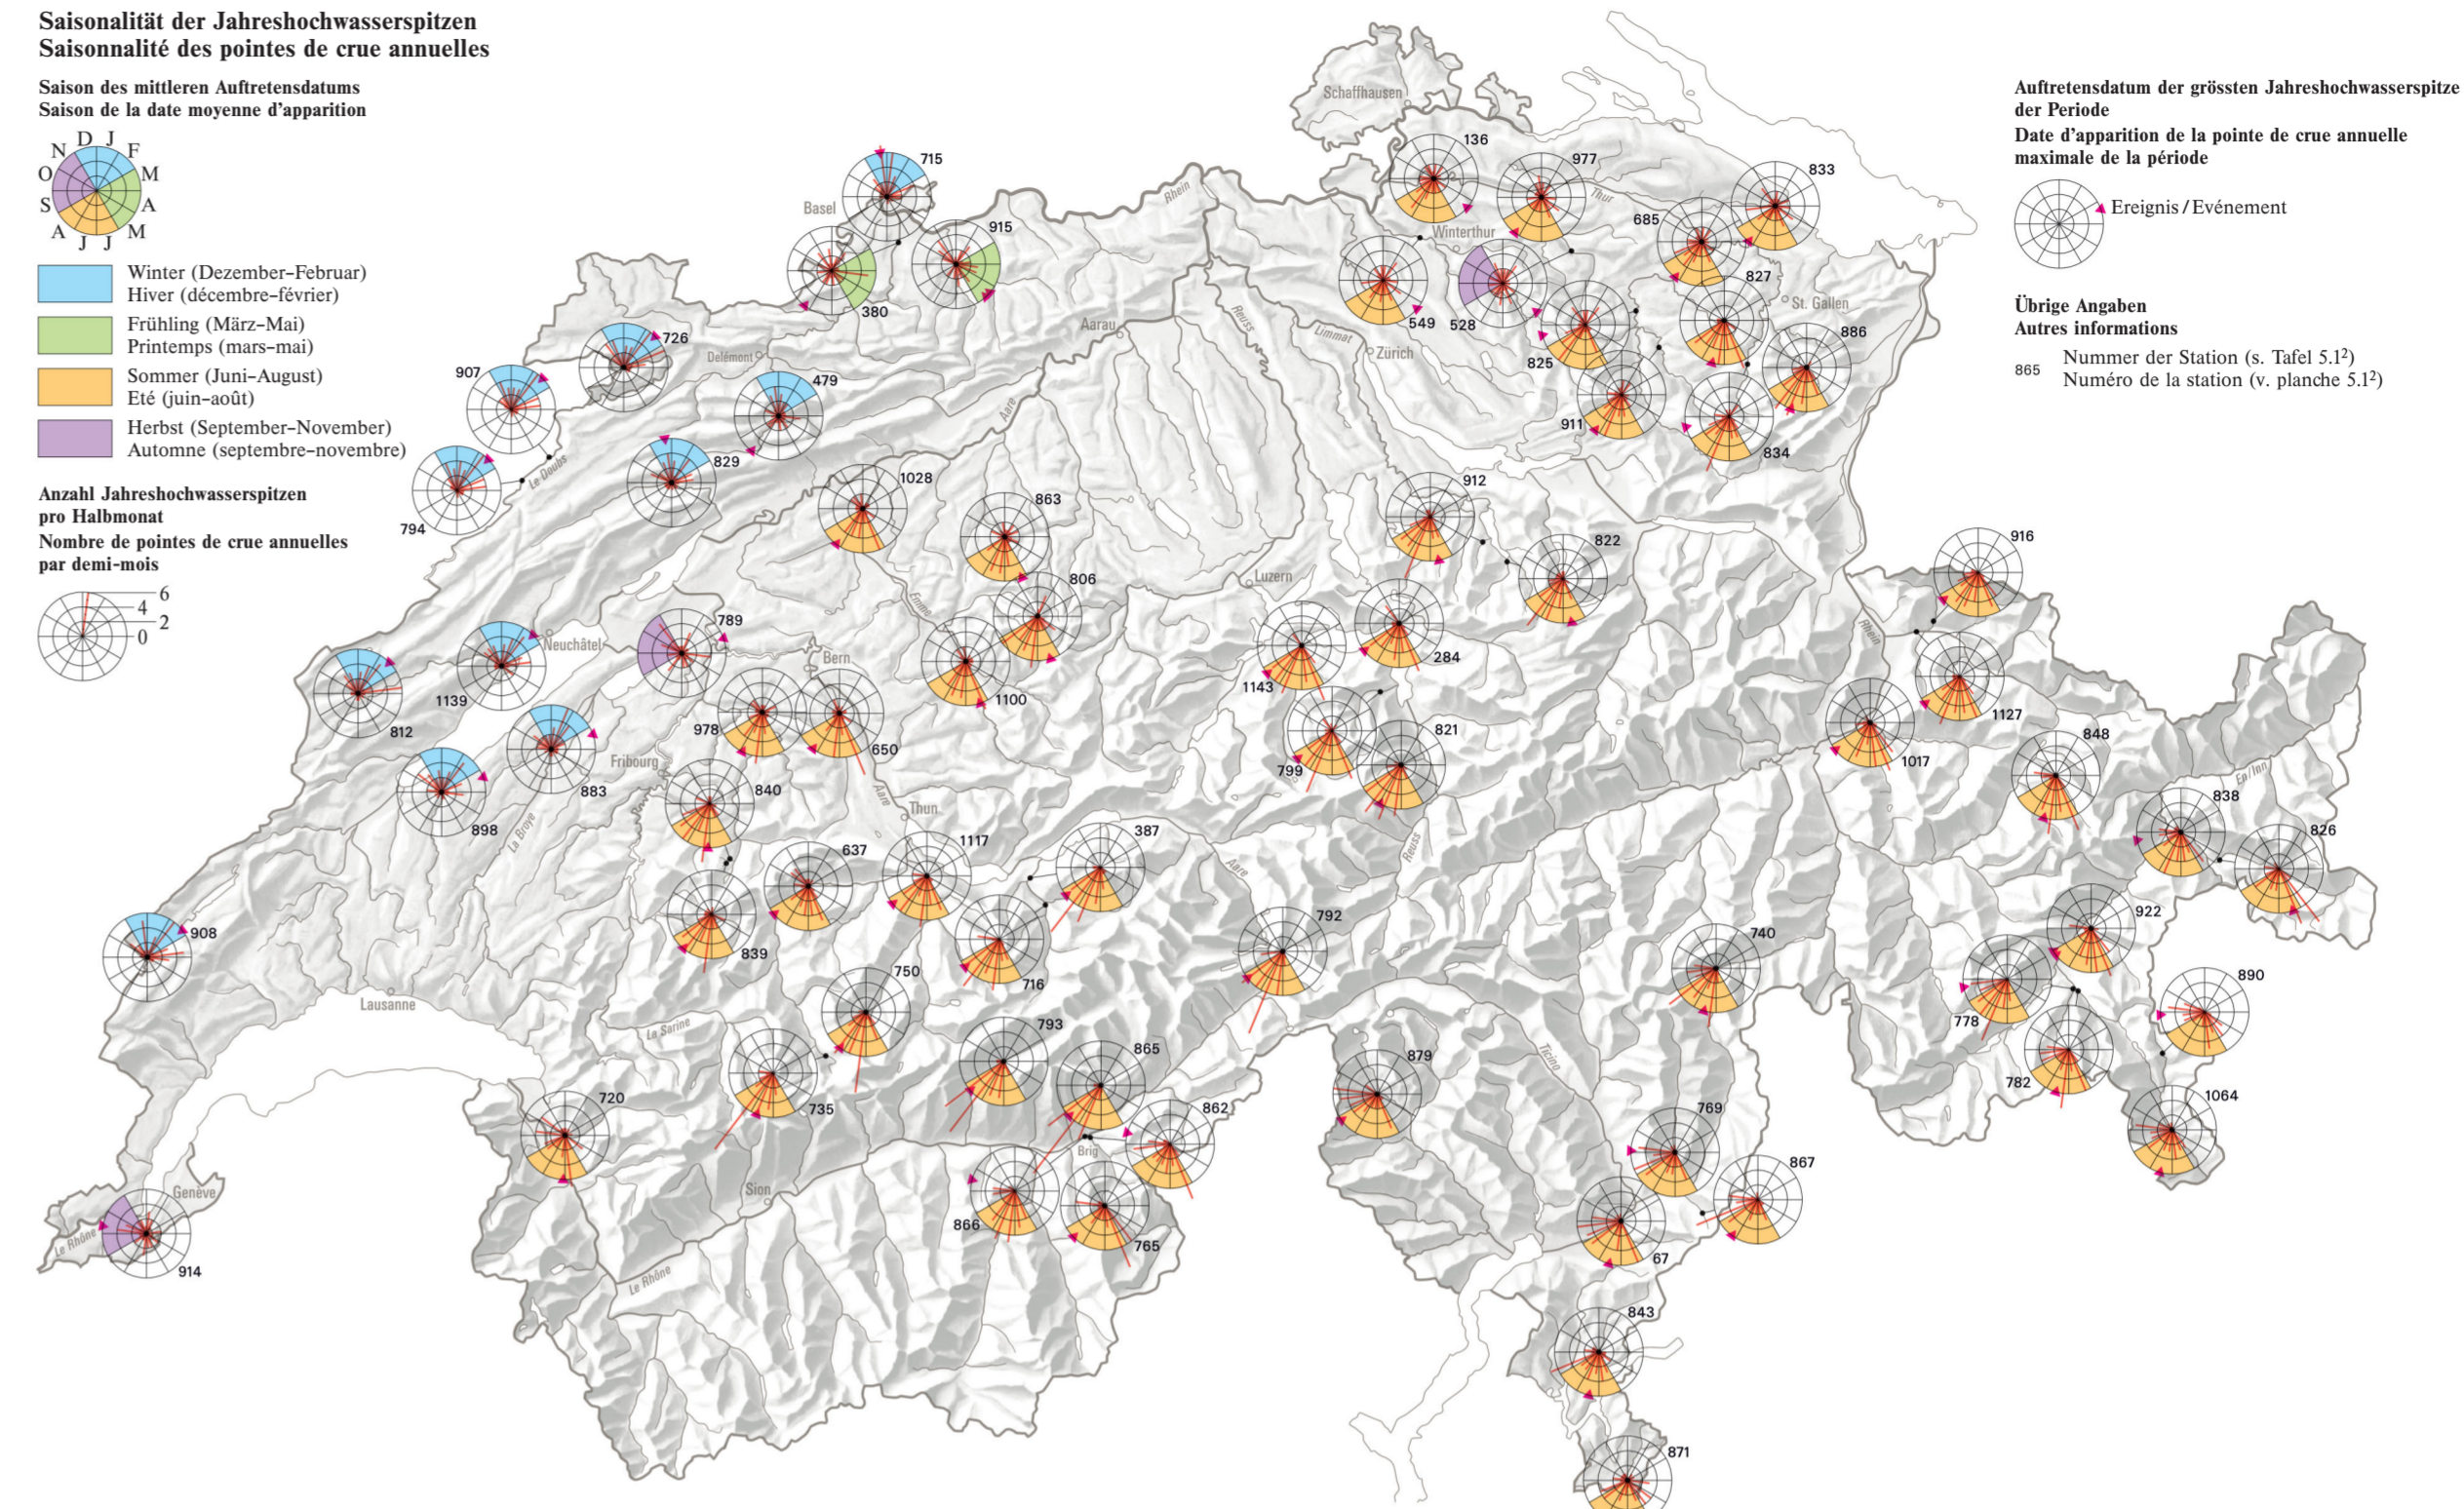 Saisonalität der Jahreshochwasserspitzen
Saisonnalité des pointes de crue annuelles
Saison des mittleren Auftretensdatums
Saison de la date moyenne d'apparition
D J
N F
O M
S A
A M
J J
Winter (Dezember–Februar)
Hiver (décembre–février)
Frühling (März–Mai)
Printemps (mars–mai)
Sommer (Juni–August)
Eté (juin–août)
Herbst (September–November)
Automne (septembre–novembre)
Anzahl Jahreshochwasserspitzen
pro Halbmonat
Nombre de pointes de crue annuelles
par demi-mois
6
4
2
0
Auftretensdatum der grössten Jahreshochwasserspitze
der Periode
Date d'apparition de la pointe de crue annuelle
maximale de la période
Ereignis / Evénement
Übrige Angaben
Autres informations
865
Nummer der Station (s. Tafel 5.1²)
Numéro de la station (v. planche 5.1²)
Schaffhausen
136
977
833
715
Basel
Rhein
Thur
685
915
Winterthur
827
380
549
528
St. Gallen
Reuss
Limmat
Zürich
Aarau
726
Delémont
825
886
907
479
Aare
911
834
829
Le Doubs
794
1028
863
912
822
916
Luzern
806
Emme
Rhein
789
Neuchâtel
Bern
284
1143
1139
1100
1127
812
978
650
821
799
1017
848
Fribourg
883
840
Aare
Thun
838
En/Inn
826
898
La Broye
637
1117
387
Aare
Reuss
908
839
792
740
922
750
716
890
Lausanne
778
La Sarine
793
865
879
Ticino
782
1064
720
735
862
769
Brig
867
Genève
Sion
866
765
67
Le Rhône
914
Le Rhône
843
871